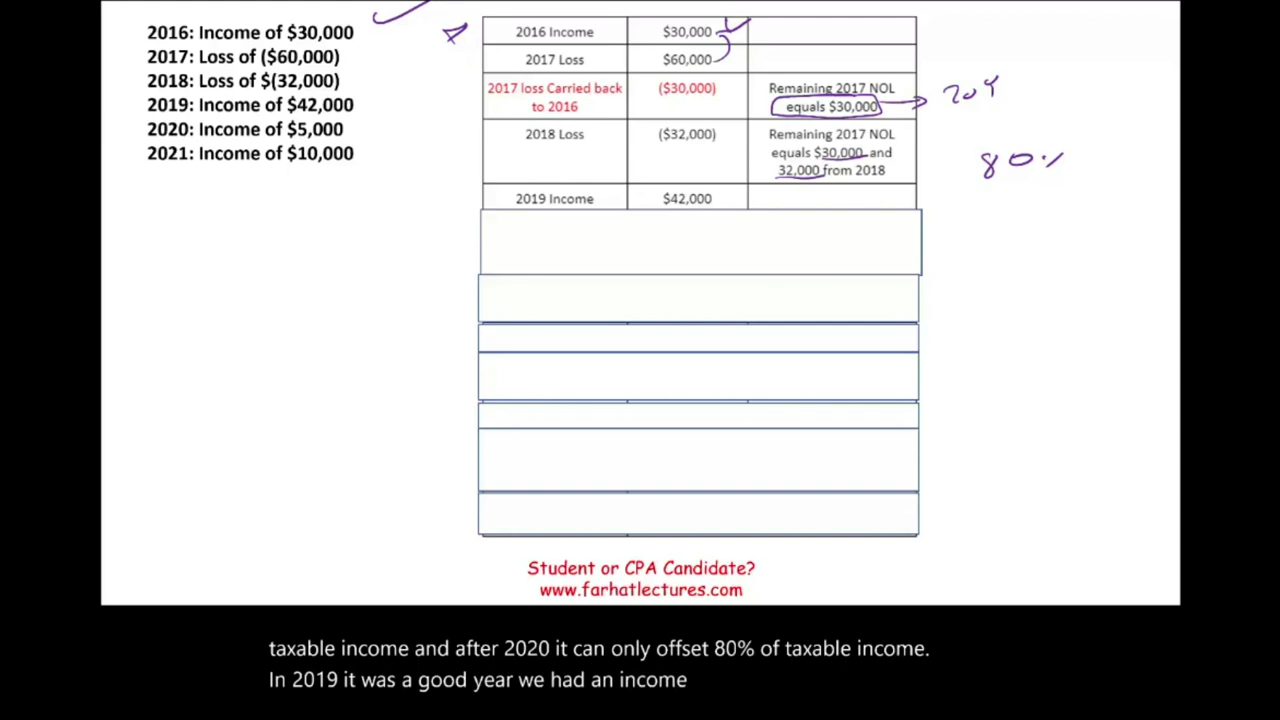 2016: Income of $30,000
2017: Loss of ($60,000)
2018: Loss of $(32,000)
2019: Income of $42,000
2020: Income of $5,000
2021: Income of $10,000
2016 Income $30,000
2017 Loss $60,000
2017 loss Carried back ($30,000) Remaining 2017 NOL
to 2016 equals $30,000
2018 Loss ($32,000) Remaining 2017 NOL
equals $30,000 and
32,000 from 2018
2019 Income $42,000
80%
Student or CPA Candidate?
www.farhatlectures.com
taxable income and after 2020 it can only offset 80% of taxable income.
In 2019 it was a good year we had an income